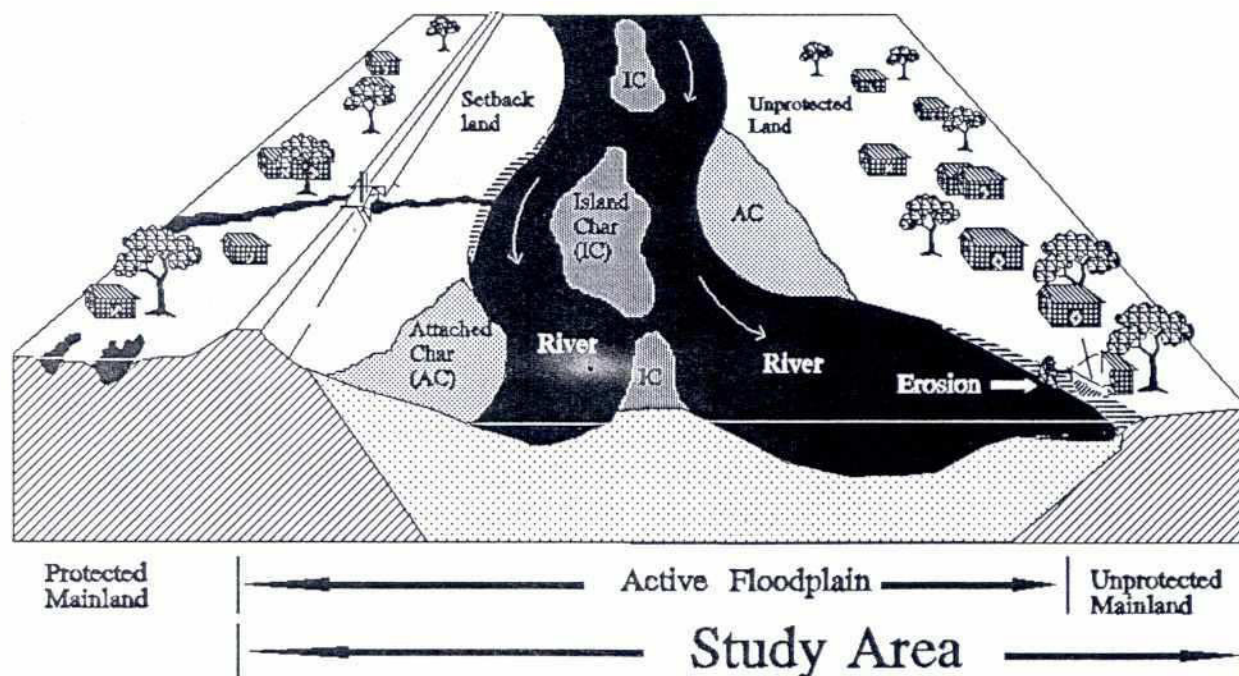 IC
Setback
land
Unprotected
Land
Island
Char
(IC)
AC
Attached
Char
(AC)
River
IC
River
Erosion
Protected
Mainland
Active Floodplain
Unprotected
Mainland
Study Area